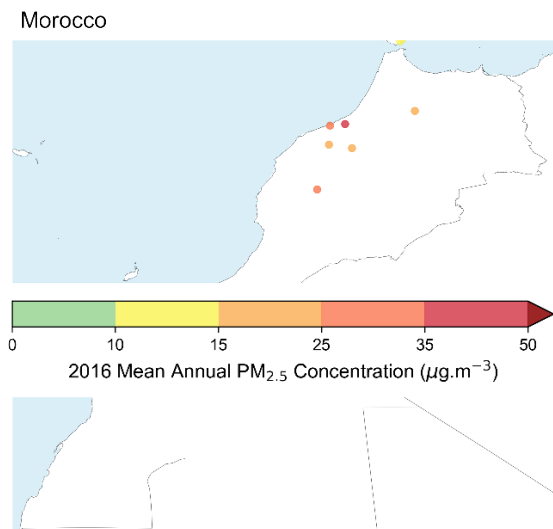 Morocco
0 10 15 25 35 50
2016 Mean Annual PM₂.₅ Concentration (μg.m⁻³)